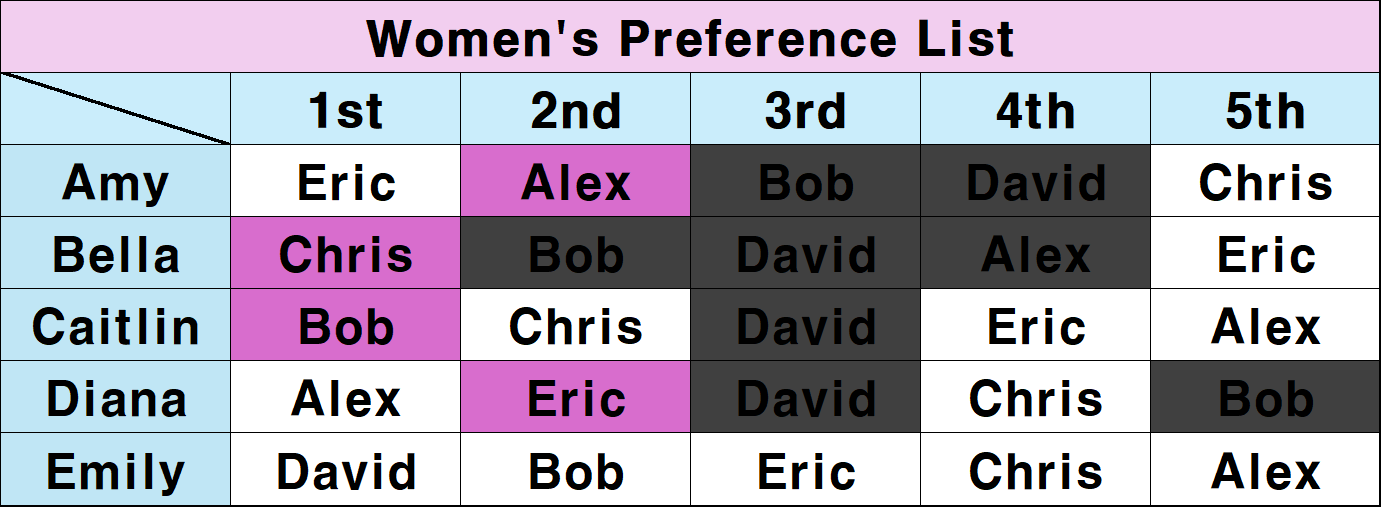 Women's Preference List
1st 2nd 3rd 4th 5th
Amy Eric Alex Bob David Chris
Bella Chris Bob David Alex Eric
Caitlin Bob Chris David Eric Alex
Diana Alex Eric David Chris Bob
Emily David Bob Eric Chris Alex